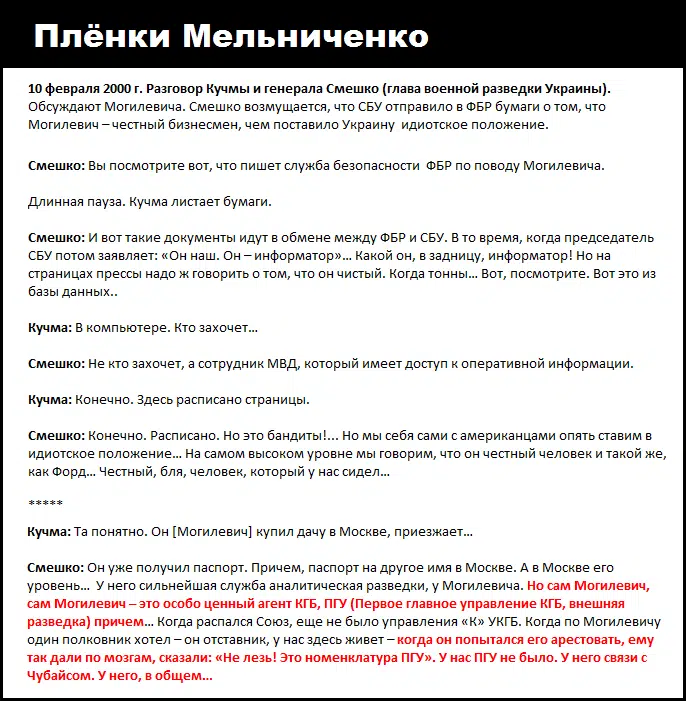 Плёнки Мельниченко
10 февраля 2000 г. Разговор Кучмы и генерала Смешко (глава военной разведки Украины).
Обсуждают Могилевича. Смешко возмущается, что СБУ отправило в ФБР бумаги о том, что
Могилевич – честный бизнесмен, чем поставило Украину идиотское положение.
Смешко: Вы посмотрите вот, что пишет служба безопасности ФБР по поводу Могилевича.
Длинная пауза. Кучма листает бумаги.
Смешко: И вот такие документы идут в обмене между ФБР и СБУ. В то время, когда председатель
СБУ потом заявляет: «Он наш. Он – информатор»… Какой он, в задницу, информатор! Но на
страницах прессы надо ж говорить о том, что он чистый. Когда тонны… Вот, посмотрите. Вот это из
базы данных..
Кучма: В компьютере. Кто захочет…
Смешко: Не кто захочет, а сотрудник МВД, который имеет доступ к оперативной информации.
Кучма: Конечно. Здесь расписано страницы.
Смешко: Конечно. Расписано. Но это бандиты!... Но мы себя сами с американцами опять ставим в
идиотское положение… На самом высоком уровне мы говорим, что он честный человек и такой же,
как Форд… Честный, бля, человек, который у нас сидел…
*****
Кучма: Та понятно. Он [Могилевич] купил дачу в Москве, приезжает…
Смешко: Он уже получил паспорт. Причем, паспорт на другое имя в Москве. А в Москве его
уровень… У него сильнейшая служба аналитическая разведки, у Могилевича. Но сам Могилевич,
сам Могилевич – это особо ценный агент КГБ, ПГУ (Первое главное управление КГБ, внешняя
разведка) причем… Когда распался Союз, еще не было управления «К» УКГБ. Когда по Могилевичу
один полковник хотел – он отставник, у нас здесь живет – когда он попытался его арестовать, ему
так дали по мозгам, сказали: «Не лезь! Это номенклатура ПГУ». У нас ПГУ не было. У него связи с
Чубайсом. У него, в общем…